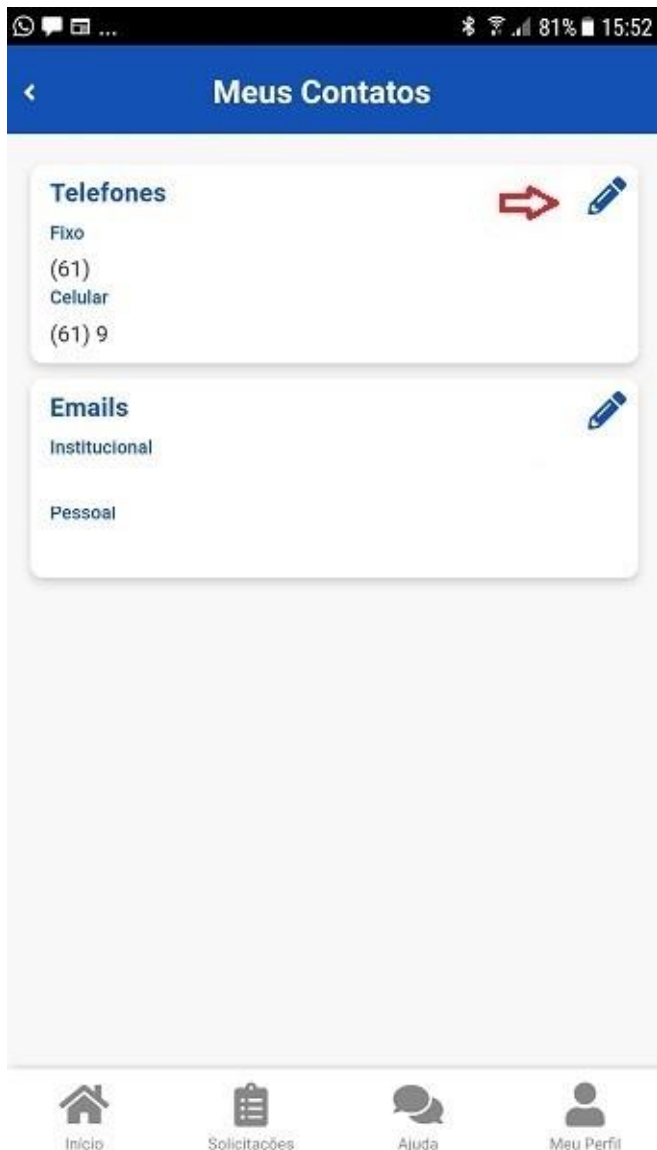 ... 81% 15:52
Meus Contatos
Telefones
Fixo
(61)
Celular
(61) 9
Emails
Institucional
Pessoal
Início Solicitações Ajuda Meu Perfil